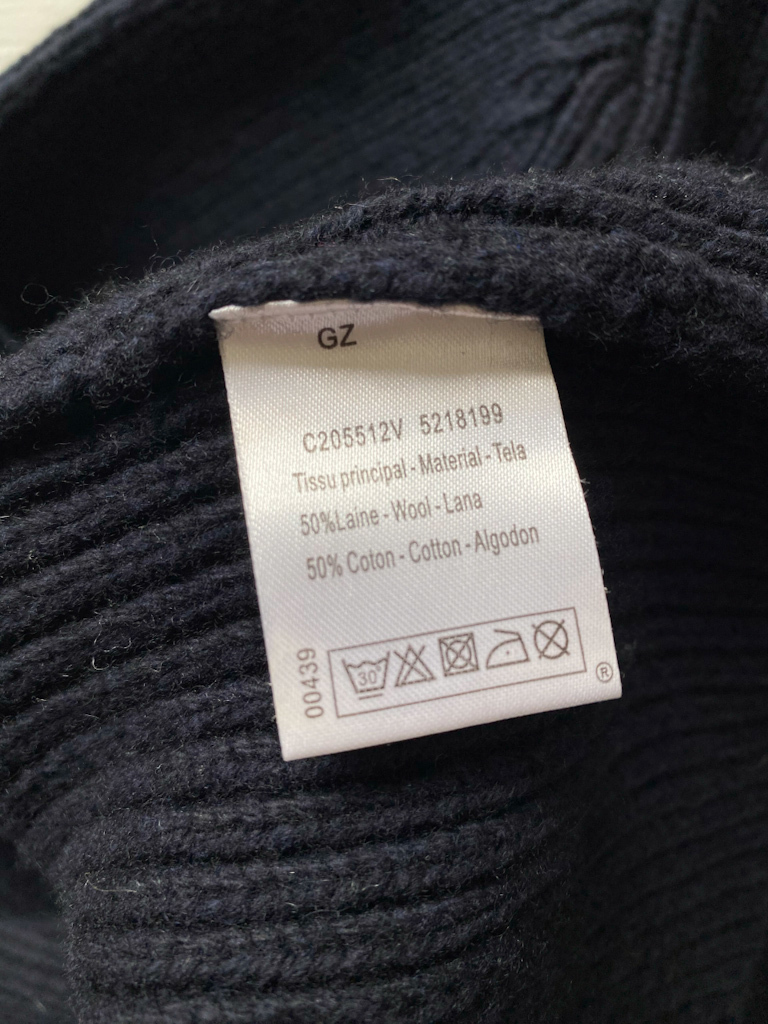 GZ
C205512V 5218199
Tissu principal - Material - Tela
50%Laine - Wool - Lana
50% Coton - Cotton - Algodon
00439
30
®